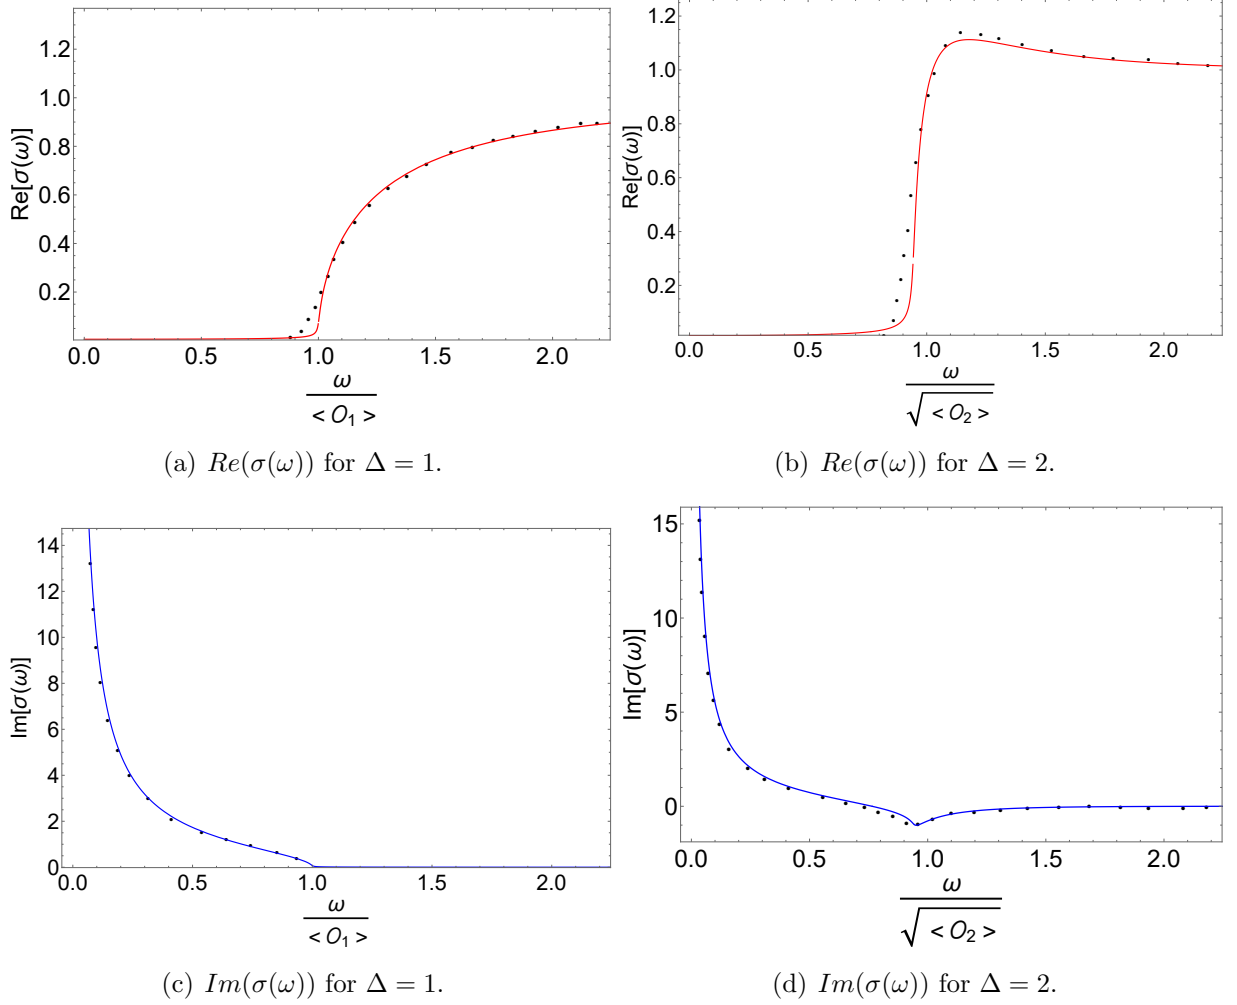 1.2
1.0
0.8
0.6
0.4
0.2
Re[σ(ω)]
0.0 0.5 1.0 1.5 2.0
ω
< O₁ >
(a) Re(σ(ω)) for Δ = 1.
1.2
1.0
0.8
0.6
0.4
0.2
Re[σ(ω)]
0.0 0.5 1.0 1.5 2.0
ω
√< O₂ >
(b) Re(σ(ω)) for Δ = 2.
14
12
10
8
6
4
2
0
Im[σ(ω)]
0.0 0.5 1.0 1.5 2.0
ω
< O₁ >
(c) Im(σ(ω)) for Δ = 1.
15
10
5
0
Im[σ(ω)]
0.0 0.5 1.0 1.5 2.0
ω
√< O₂ >
(d) Im(σ(ω)) for Δ = 2.